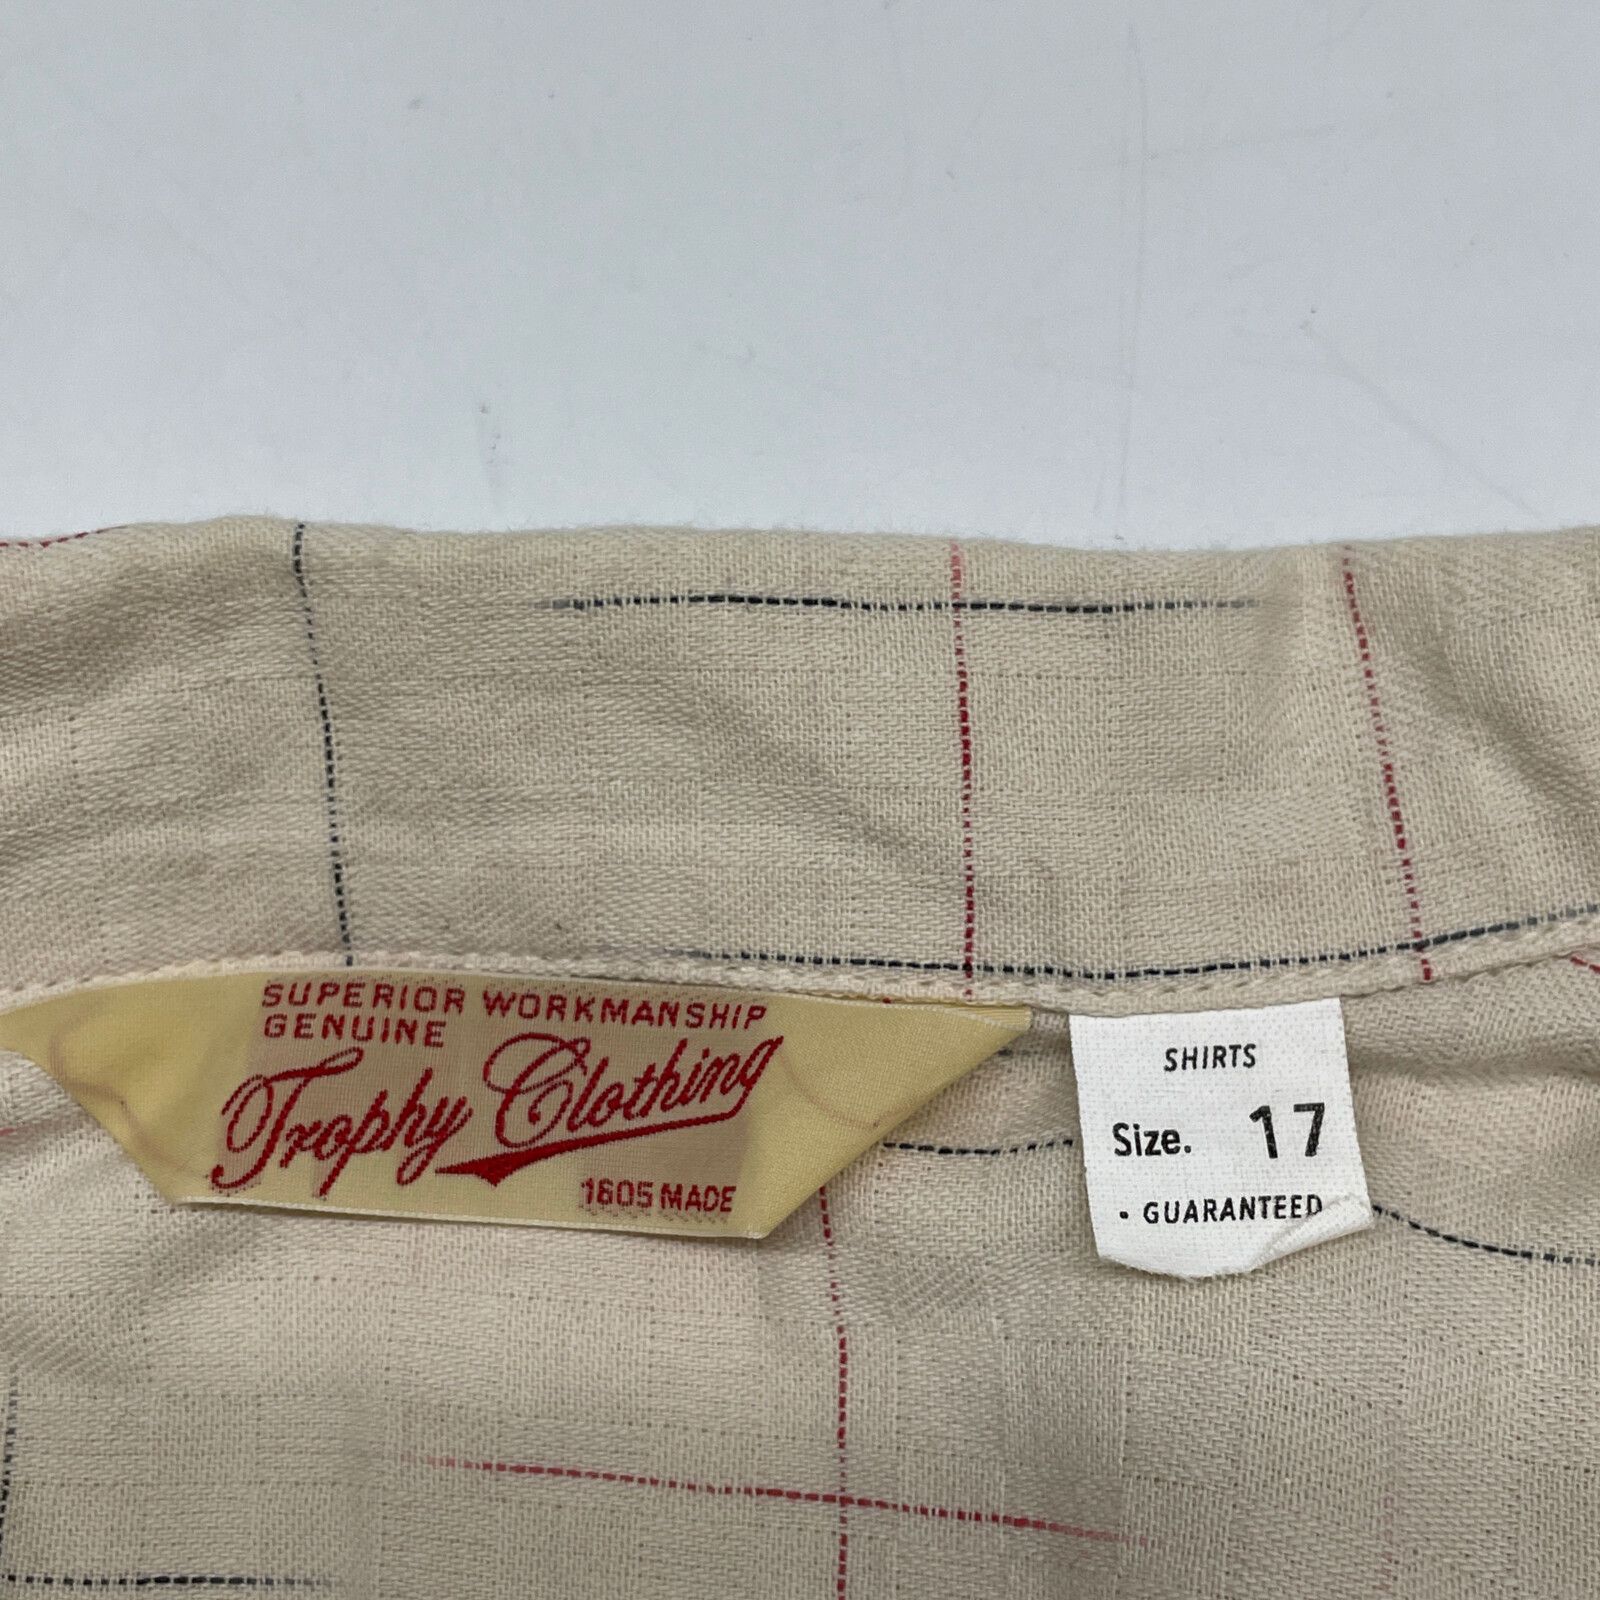 SUPERIOR WORKMANSHIP
GENUINE
Trophy Clothing
1605 MADE
SHIRTS
Size. 17
• GUARANTEED